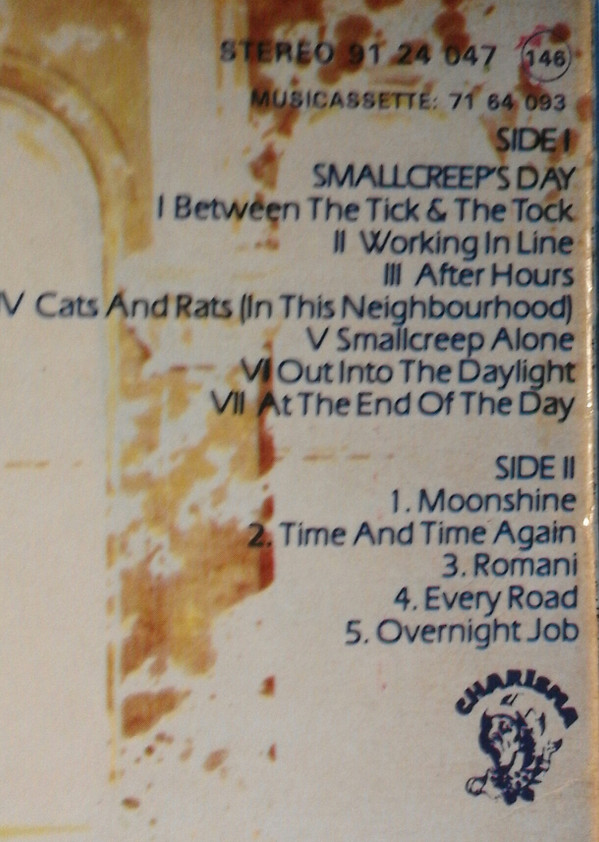 STEREO 91 24 047 146
MUSICASSETTE: 71 64 093
SIDE I
SMALLCREEP'S DAY
I Between The Tick & The Tock
II Working In Line
III After Hours
IV Cats And Rats (In This Neighbourhood)
V Smallcreep Alone
VI Out Into The Daylight
VII At The End Of The Day
SIDE II
1. Moonshine
2. Time And Time Again
3. Romani
4. Every Road
5. Overnight Job
CHARISMA